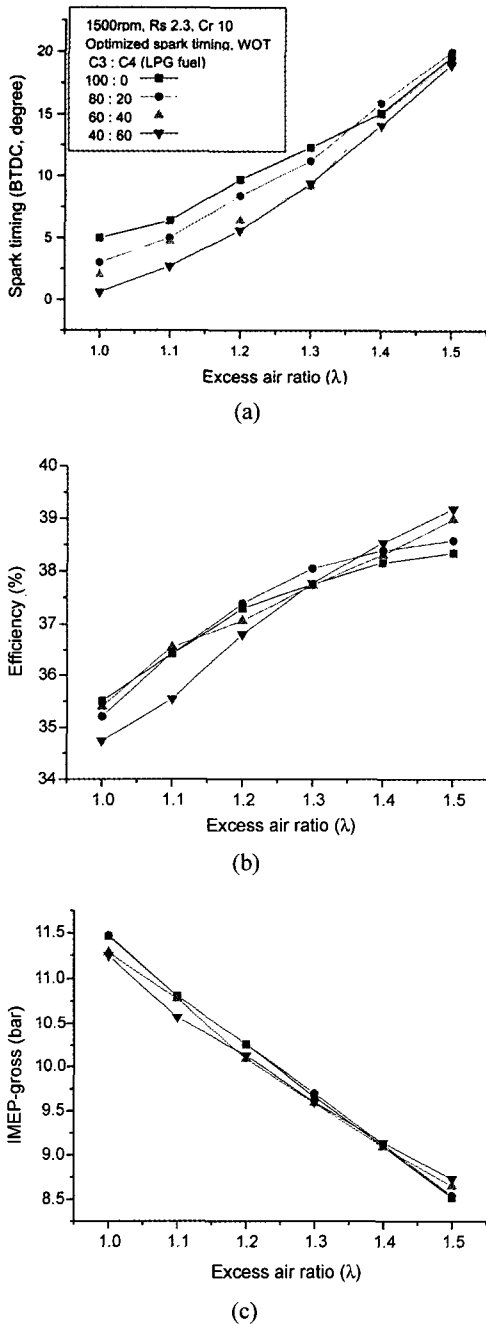 1500rpm, Rs 2.3, Cr 10
Optimized spark timing, WOT
C3 : C4 (LPG fuel)
100 : 0
80 : 20
60 : 40
40 : 60
Spark timing (BTDC, degree)
20
15
10
5
0
1.0 1.1 1.2 1.3 1.4 1.5
Excess air ratio (λ)
(a)
Efficiency (%)
40
39
38
37
36
35
34
1.0 1.1 1.2 1.3 1.4 1.5
Excess air ratio (λ)
(b)
IMEP-gross (bar)
11.5
11.0
10.5
10.0
9.5
9.0
8.5
1.0 1.1 1.2 1.3 1.4 1.5
Excess air ratio (λ)
(c)